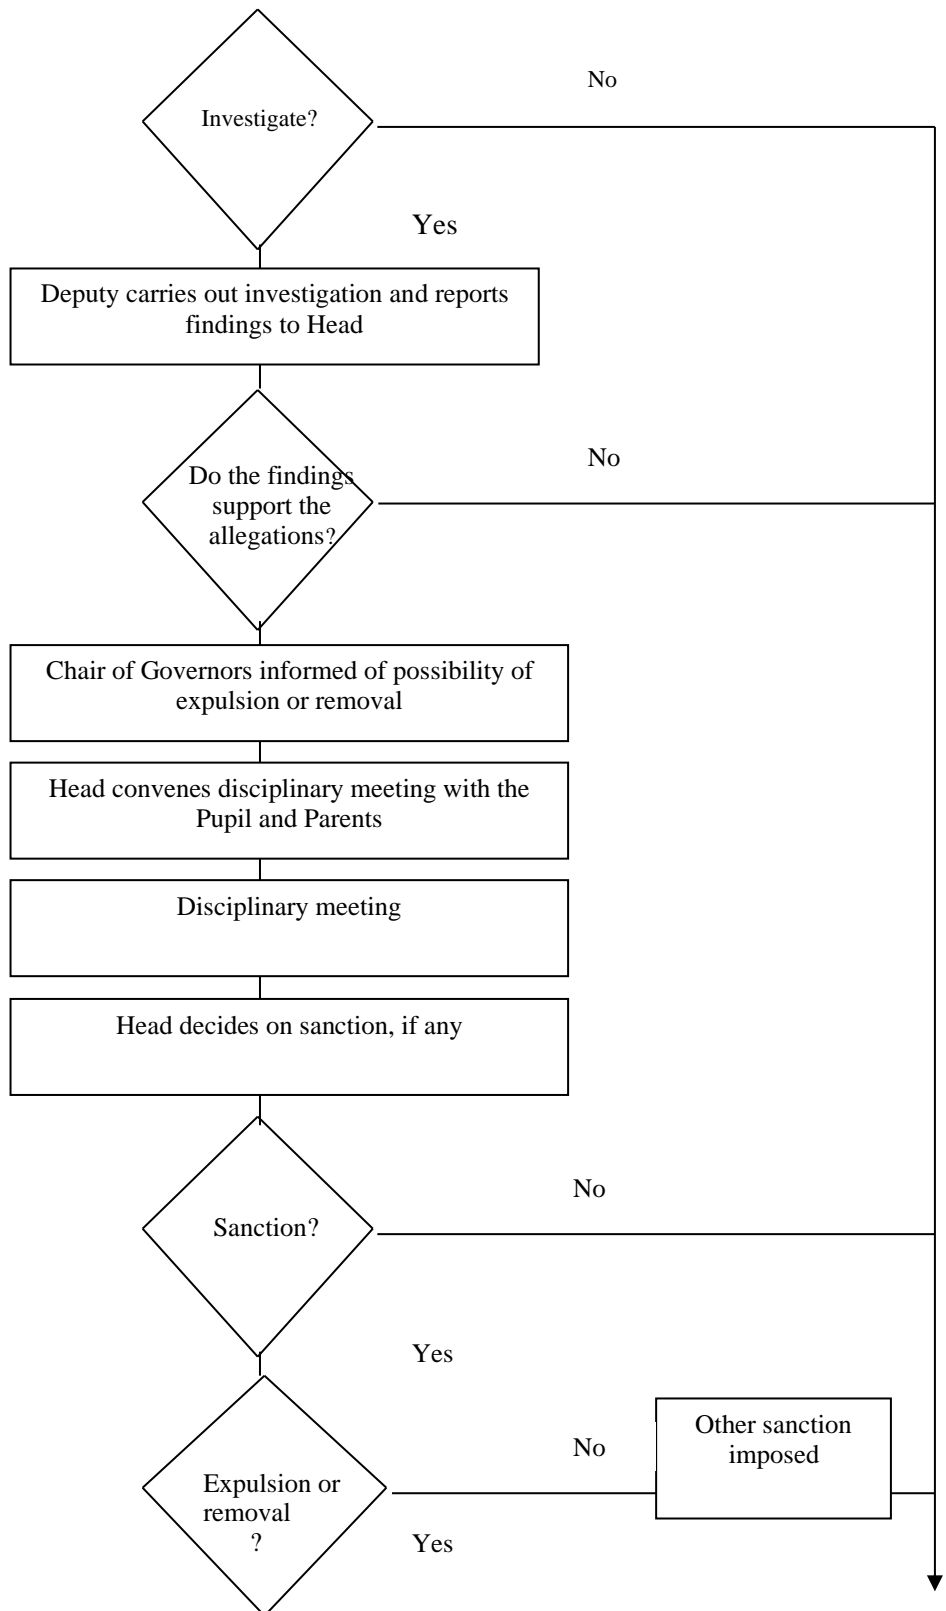 No
Investigate?
Yes
Deputy carries out investigation and reports
findings to Head
No
Do the findings
support the
allegations?
Chair of Governors informed of possibility of
expulsion or removal
Head convenes disciplinary meeting with the
Pupil and Parents
Disciplinary meeting
Head decides on sanction, if any
No
Sanction?
Yes
Other sanction
imposed
No
Expulsion or
removal
?
Yes